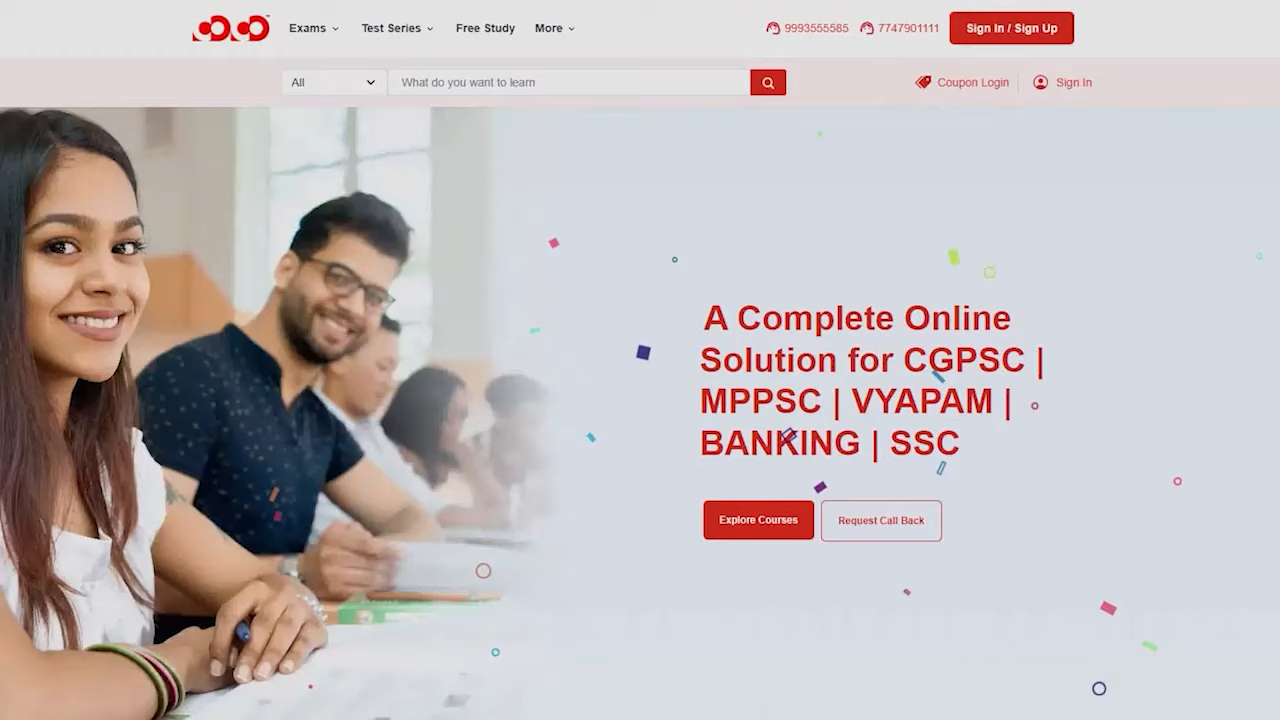 Exams
Test Series
Free Study
More
9993555585
7747901111
Sign In / Sign Up
All
What do you want to learn
Coupon Login
Sign In
A Complete Online
Solution for CGPSC |
MPPSC | VYAPAM |
BANKING | SSC
Explore Courses
Request Call Back